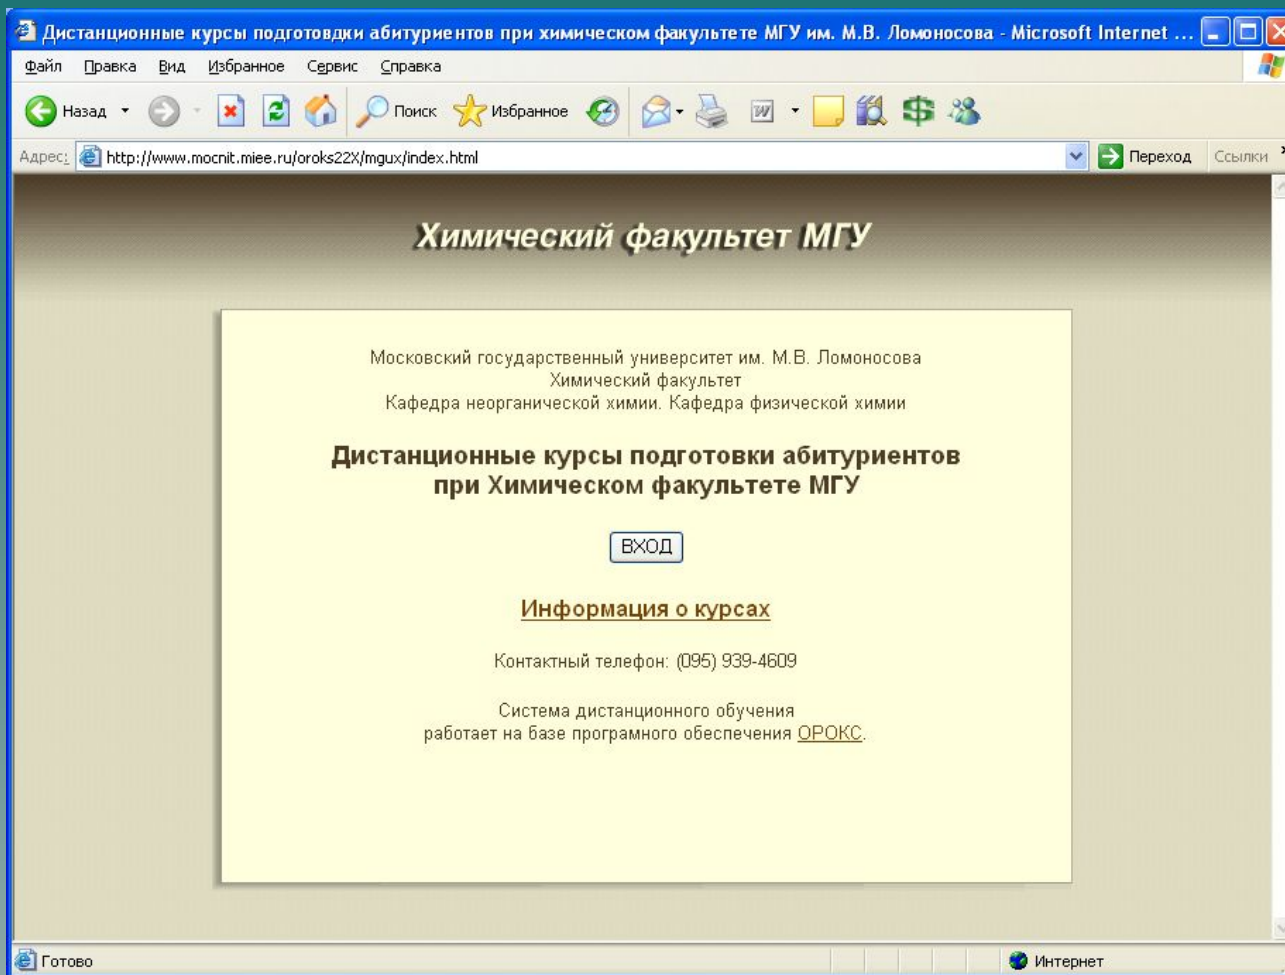 Дистанционные курсы подготовдки абитуриентов при химическом факультете МГУ им. М.В. Ломоносова - Microsoft Internet ...
Файл Правка Вид Избранное Сервис Справка
Назад Поиск Избранное
Адрес: http://www.mocnit.miee.ru/oroks22X/mgux/index.html Переход Ссылки
Химический факультет МГУ
Московский государственный университет им. М.В. Ломоносова
Химический факультет
Кафедра неорганической химии. Кафедра физической химии
Дистанционные курсы подготовки абитуриентов
при Химическом факультете МГУ
ВХОД
Информация о курсах
Контактный телефон: (095) 939-4609
Система дистанционного обучения
работает на базе програмного обеспечения ОРОКС.
Готово Интернет